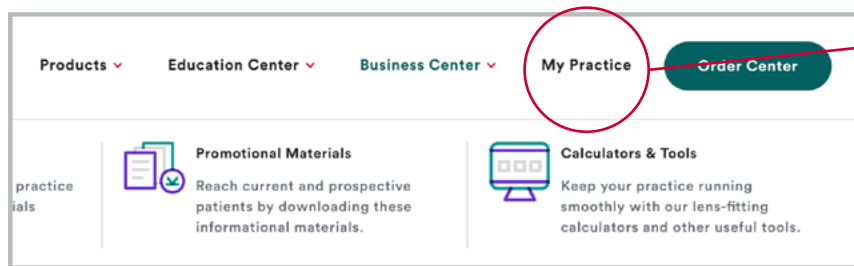 Products Education Center Business Center My Practice Order Center
practice
ials
Promotional Materials
Reach current and prospective
patients by downloading these
informational materials.
Calculators & Tools
Keep your practice running
smoothly with our lens-fitting
calculators and other useful tools.